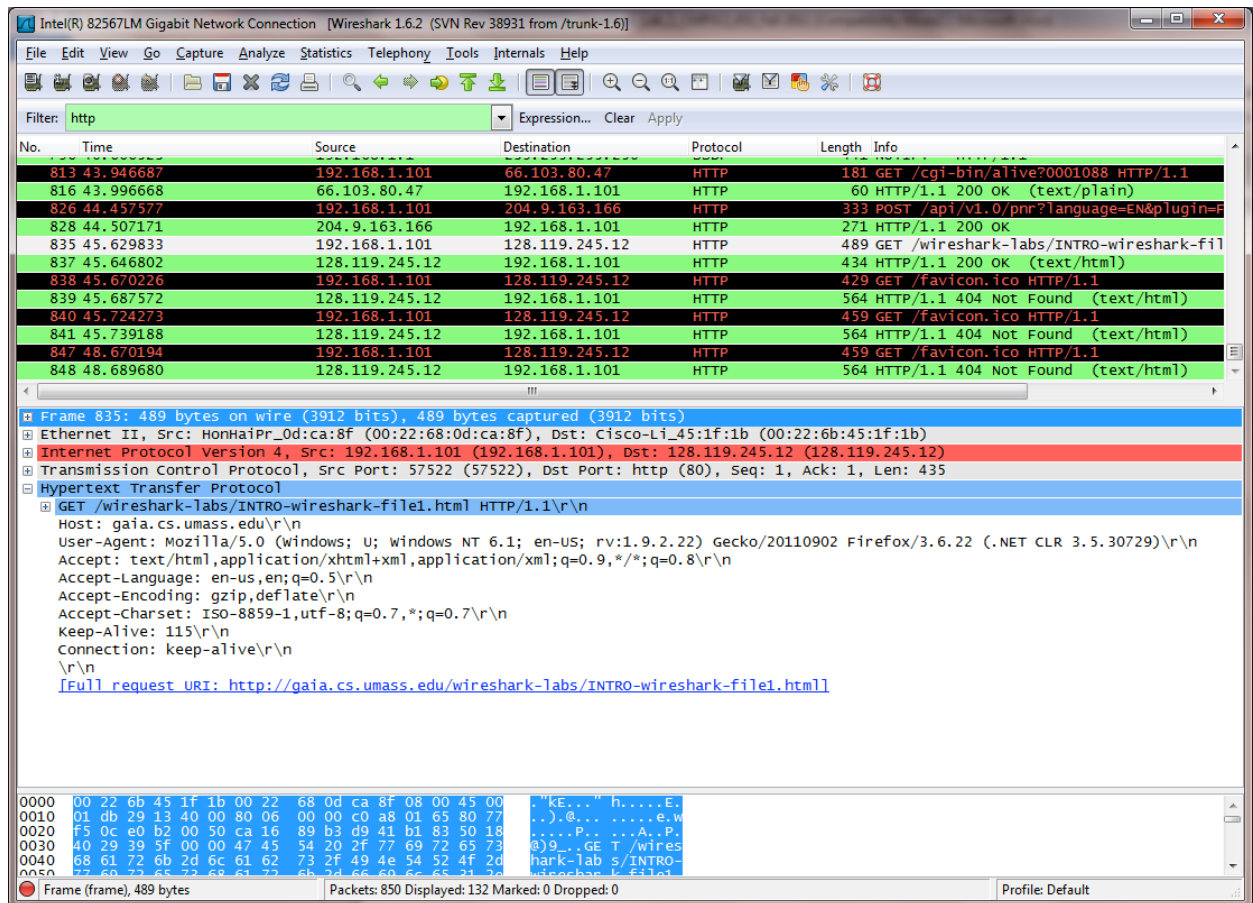 Intel(R) 82567LM Gigabit Network Connection [Wireshark 1.6.2 (SVN Rev 38931 from /trunk-1.6)]
File Edit View Go Capture Analyze Statistics Telephony Tools Internals Help
Filter: http Expression... Clear Apply
No. Time Source Destination Protocol Length Info
813 43.946687 192.168.1.101 66.103.80.47 HTTP 181 GET /cgi-bin/alive?0001088 HTTP/1.1
816 43.996668 66.103.80.47 192.168.1.101 HTTP 60 HTTP/1.1 200 OK (text/plain)
826 44.457577 192.168.1.101 204.9.163.166 HTTP 333 POST /api/v1.0/pnr?language=EN&plugin=F
828 44.507171 204.9.163.166 192.168.1.101 HTTP 271 HTTP/1.1 200 OK
835 45.629833 192.168.1.101 128.119.245.12 HTTP 489 GET /wireshark-labs/INTRO-wireshark-fil
837 45.646802 128.119.245.12 192.168.1.101 HTTP 434 HTTP/1.1 200 OK (text/html)
838 45.670226 192.168.1.101 128.119.245.12 HTTP 429 GET /favicon.ico HTTP/1.1
839 45.687572 128.119.245.12 192.168.1.101 HTTP 564 HTTP/1.1 404 Not Found (text/html)
840 45.724273 192.168.1.101 128.119.245.12 HTTP 459 GET /favicon.ico HTTP/1.1
841 45.739188 128.119.245.12 192.168.1.101 HTTP 564 HTTP/1.1 404 Not Found (text/html)
847 48.670194 192.168.1.101 128.119.245.12 HTTP 459 GET /favicon.ico HTTP/1.1
848 48.689680 128.119.245.12 192.168.1.101 HTTP 564 HTTP/1.1 404 Not Found (text/html)
Frame 835: 489 bytes on wire (3912 bits), 489 bytes captured (3912 bits)
Ethernet II, Src: HonHaiPr_0d:ca:8f (00:22:68:0d:ca:8f), Dst: Cisco-Li_45:1f:1b (00:22:6b:45:1f:1b)
Internet Protocol Version 4, Src: 192.168.1.101 (192.168.1.101), Dst: 128.119.245.12 (128.119.245.12)
Transmission Control Protocol, Src Port: 57522 (57522), Dst Port: http (80), Seq: 1, Ack: 1, Len: 435
Hypertext Transfer Protocol
GET /wireshark-labs/INTRO-wireshark-file1.html HTTP/1.1\r\n
Host: gaia.cs.umass.edu\r\n
User-Agent: Mozilla/5.0 (Windows; U; Windows NT 6.1; en-US; rv:1.9.2.22) Gecko/20110902 Firefox/3.6.22 (.NET CLR 3.5.30729)\r\n
Accept: text/html,application/xhtml+xml,application/xml;q=0.9,*/*;q=0.8\r\n
Accept-Language: en-us,en;q=0.5\r\n
Accept-Encoding: gzip,deflate\r\n
Accept-Charset: ISO-8859-1,utf-8;q=0.7,*;q=0.7\r\n
Keep-Alive: 115\r\n
Connection: keep-alive\r\n
\r\n
[Full request URI: http://gaia.cs.umass.edu/wireshark-labs/INTRO-wireshark-file1.html]
0000 00 22 6b 45 1f 1b 00 22 68 0d ca 8f 08 00 45 00 ."kE..." h.....E.
0010 01 db 29 13 40 00 80 06 00 00 c0 a8 01 65 80 77 ..).@... .....e.w
0020 f5 0c e0 b2 00 50 ca 16 89 b3 d9 41 b1 83 50 18 .....P.. ...A..P.
0030 40 29 39 5f 00 00 47 45 54 20 2f 77 69 72 65 73 @)9_..GE T /wires
0040 68 61 72 6b 2d 6c 61 62 73 2f 49 4e 54 52 4f 2d hark-lab s/INTRO-
0050 77 69 72 65 73 68 61 72 6b 2d 66 69 6c 65 31 2e wireshar k-file1.
Frame (frame), 489 bytes Packets: 850 Displayed: 132 Marked: 0 Dropped: 0 Profile: Default